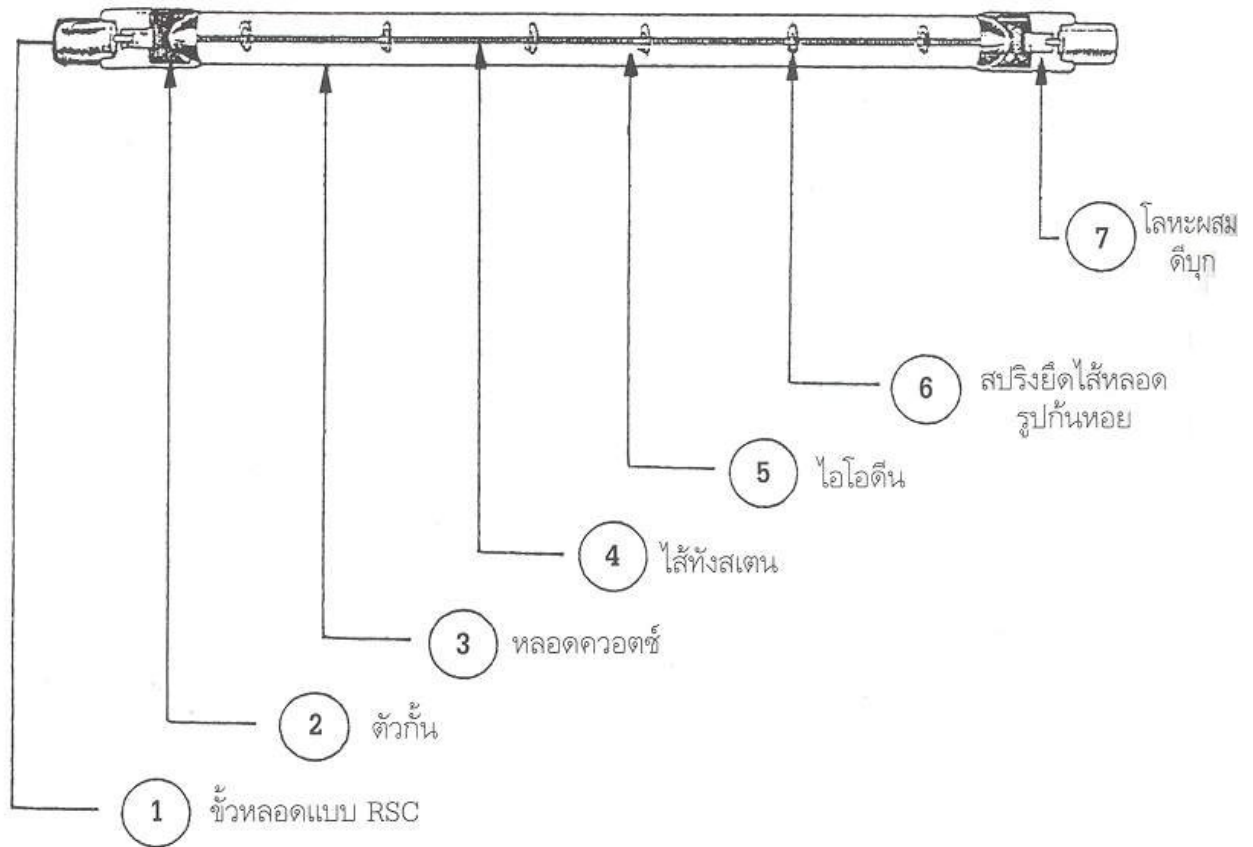 7 โลหะผสม
ดีบุก
6 สปริงยึดไส้หลอด
รูปก้นหอย
5 ไอโอดีน
4 ไส้ทังสเตน
3 หลอดควอตซ์
2 ตัวกั้น
1 ขั้วหลอดแบบ RSC